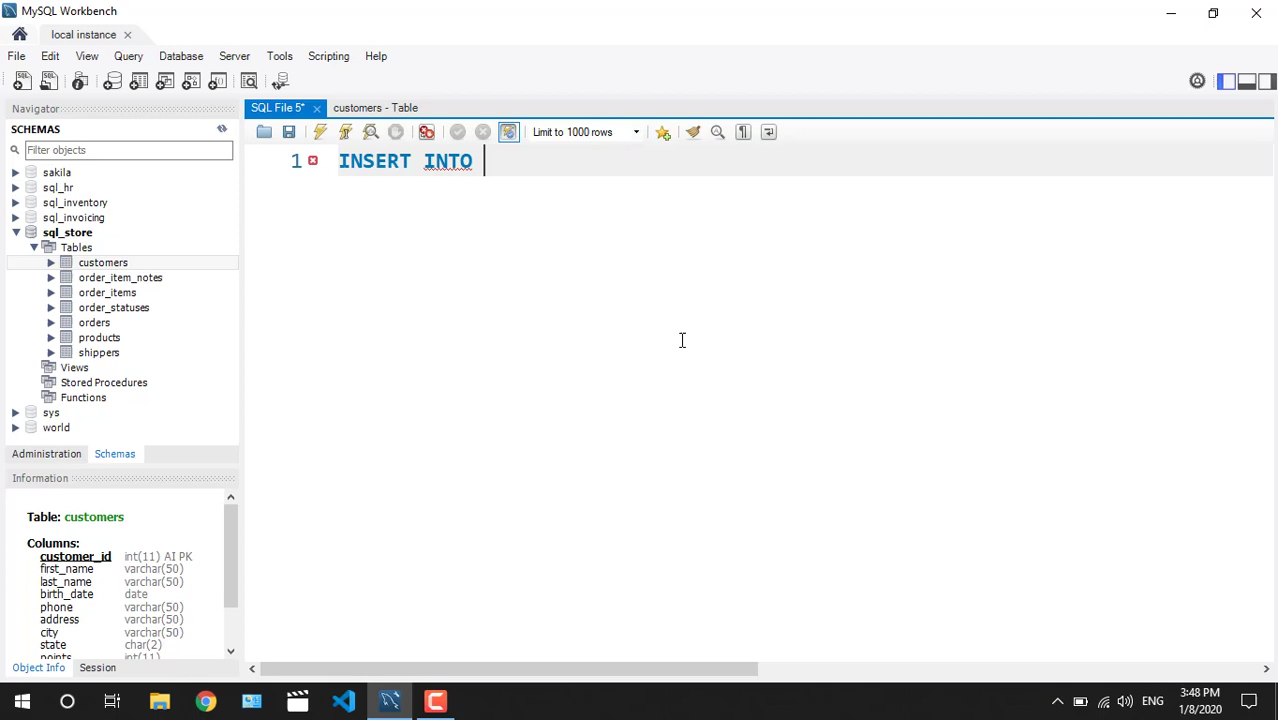 MySQL Workbench
local instance
File Edit View Query Database Server Tools Scripting Help
Navigator
SCHEMAS
Filter objects
sakila
sql_hr
sql_inventory
sql_invoicing
sql_store
Tables
customers
order_item_notes
order_items
order_statuses
orders
products
shippers
Views
Stored Procedures
Functions
sys
world
Administration Schemas
Information
Table: customers
Columns:
customer_id int(11) AI PK
first_name varchar(50)
last_name varchar(50)
birth_date date
phone varchar(50)
address varchar(50)
city varchar(50)
state char(2)
points int(11)
Object Info Session
SQL File 5* customers - Table
Limit to 1000 rows
1 INSERT INTO
ENG
3:48 PM
1/8/2020